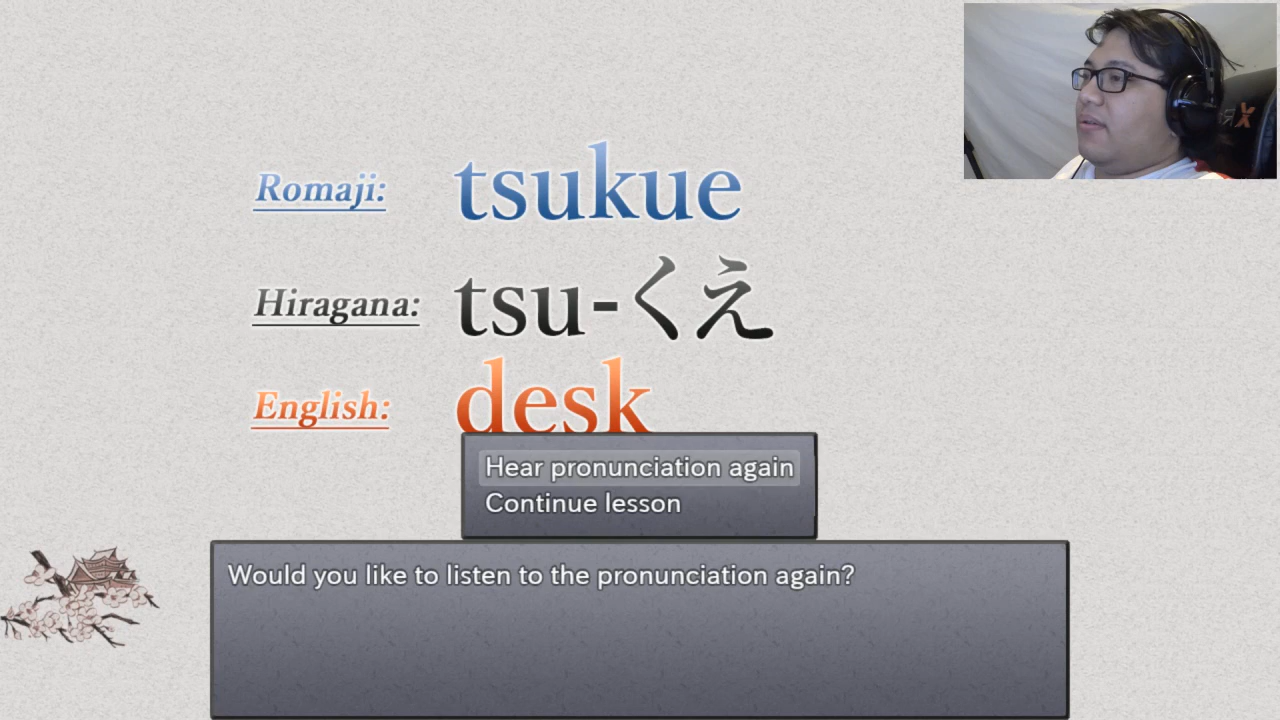 Romaji: tsukue
Hiragana: tsu-くえ
English: desk
Hear pronunciation again
Continue lesson
Would you like to listen to the pronunciation again?